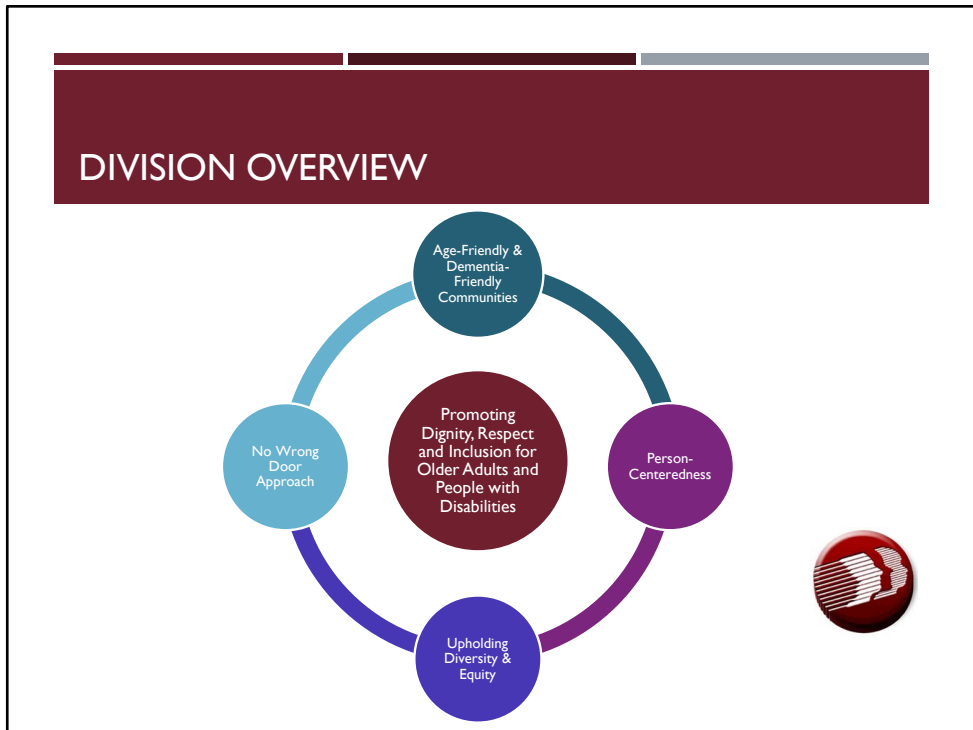 DIVISION OVERVIEW
Age-Friendly &
Dementia-
Friendly
Communities
Promoting
Dignity, Respect
and Inclusion for
Older Adults and
People with
Disabilities
No Wrong
Door
Approach
Person-
Centeredness
Upholding
Diversity &
Equity